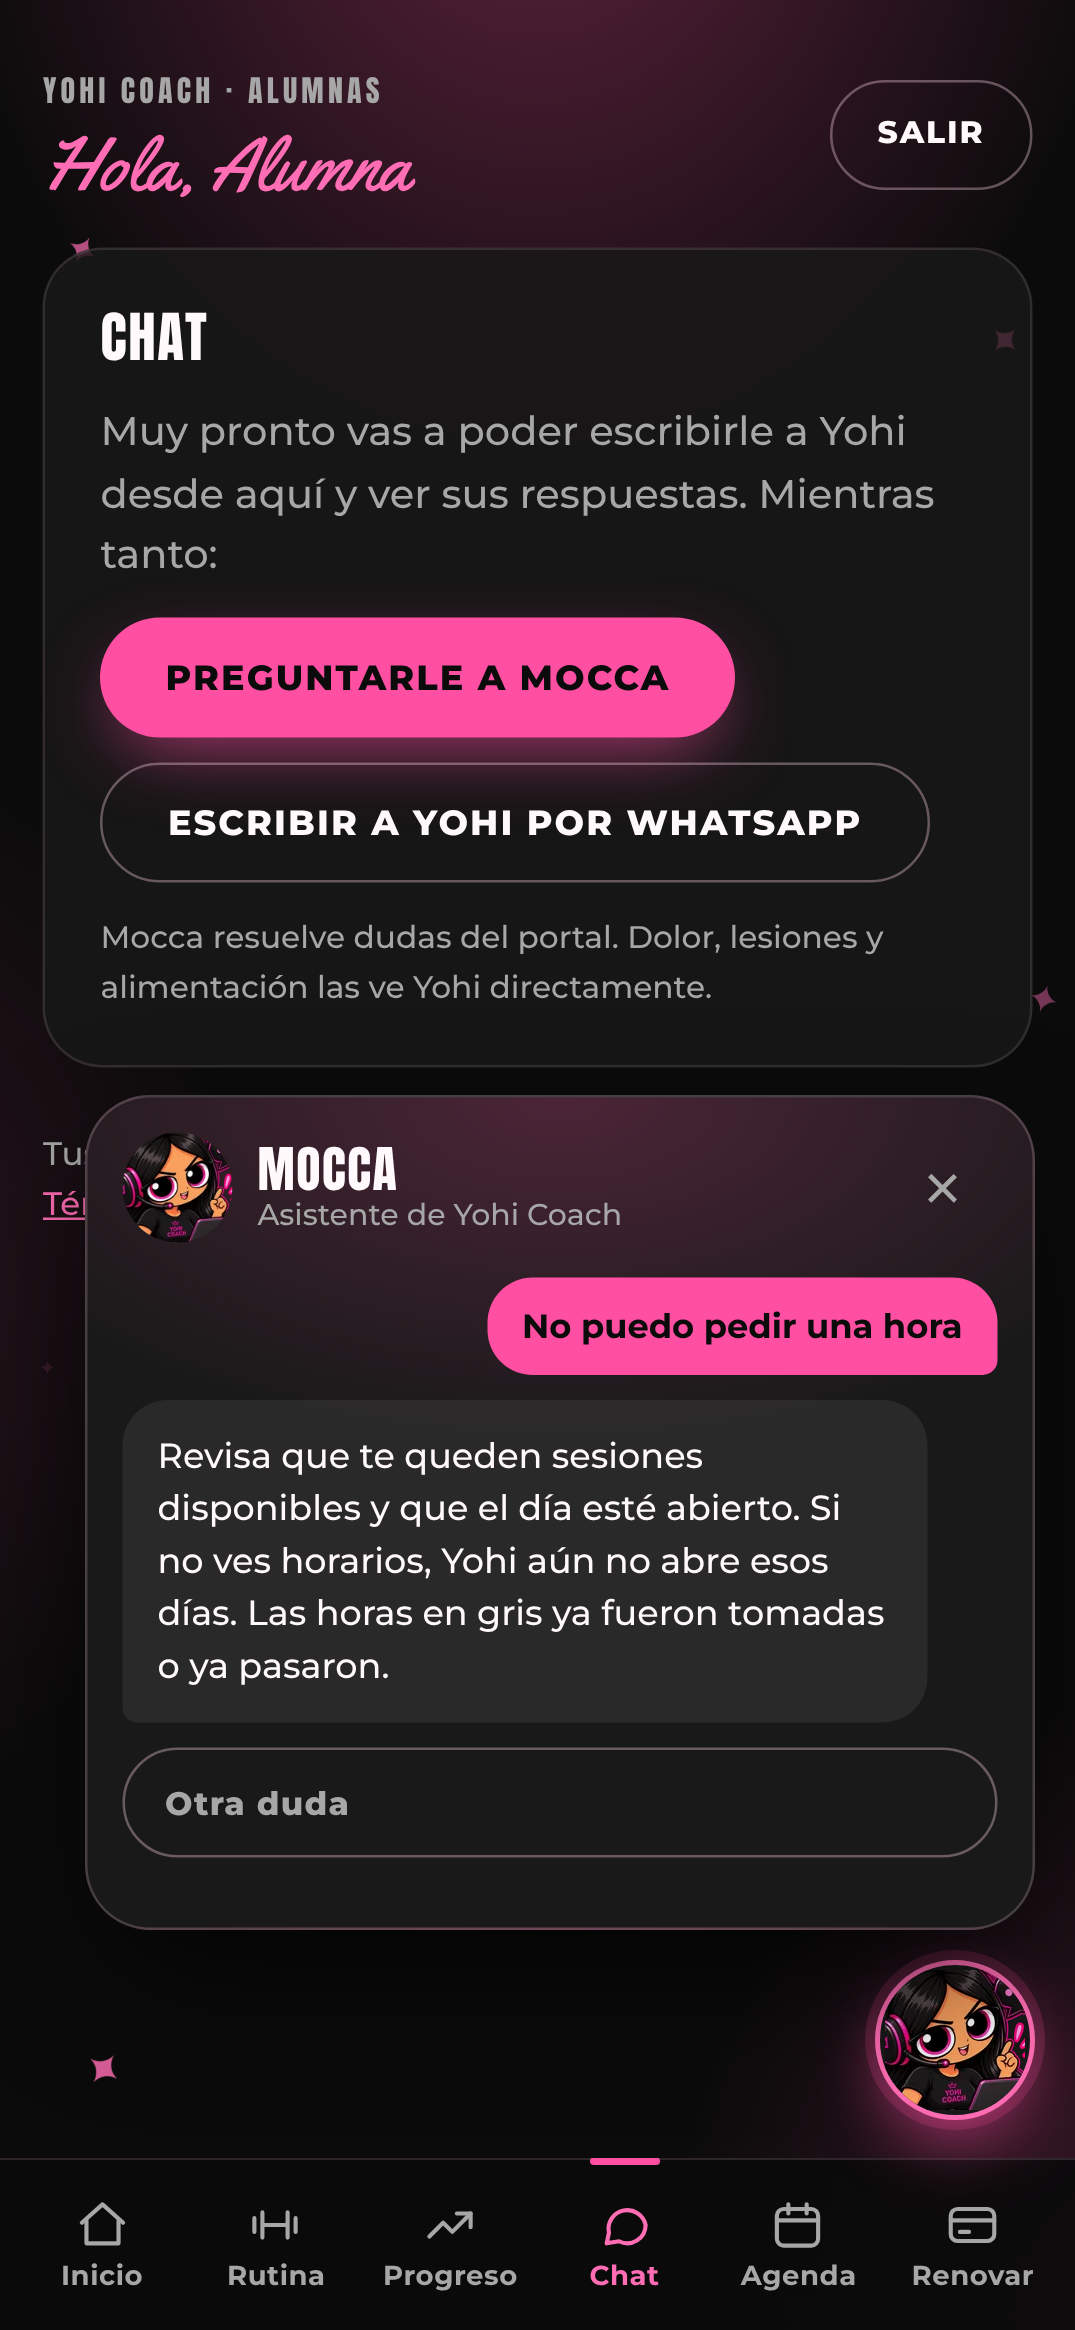 YOHI COACH · ALUMNAS
Hola, Alumna
SALIR
CHAT
Muy pronto vas a poder escribirle a Yohi
desde aquí y ver sus respuestas. Mientras
tanto:
PREGUNTARLE A MOCCA
ESCRIBIR A YOHI POR WHATSAPP
Mocca resuelve dudas del portal. Dolor, lesiones y
alimentación las ve Yohi directamente.
MOCCA
Asistente de Yohi Coach
No puedo pedir una hora
Revisa que te queden sesiones
disponibles y que el día esté abierto. Si
no ves horarios, Yohi aún no abre esos
días. Las horas en gris ya fueron tomadas
o ya pasaron.
Otra duda
YOHI
COACH
Inicio
Rutina
Progreso
Chat
Agenda
Renovar